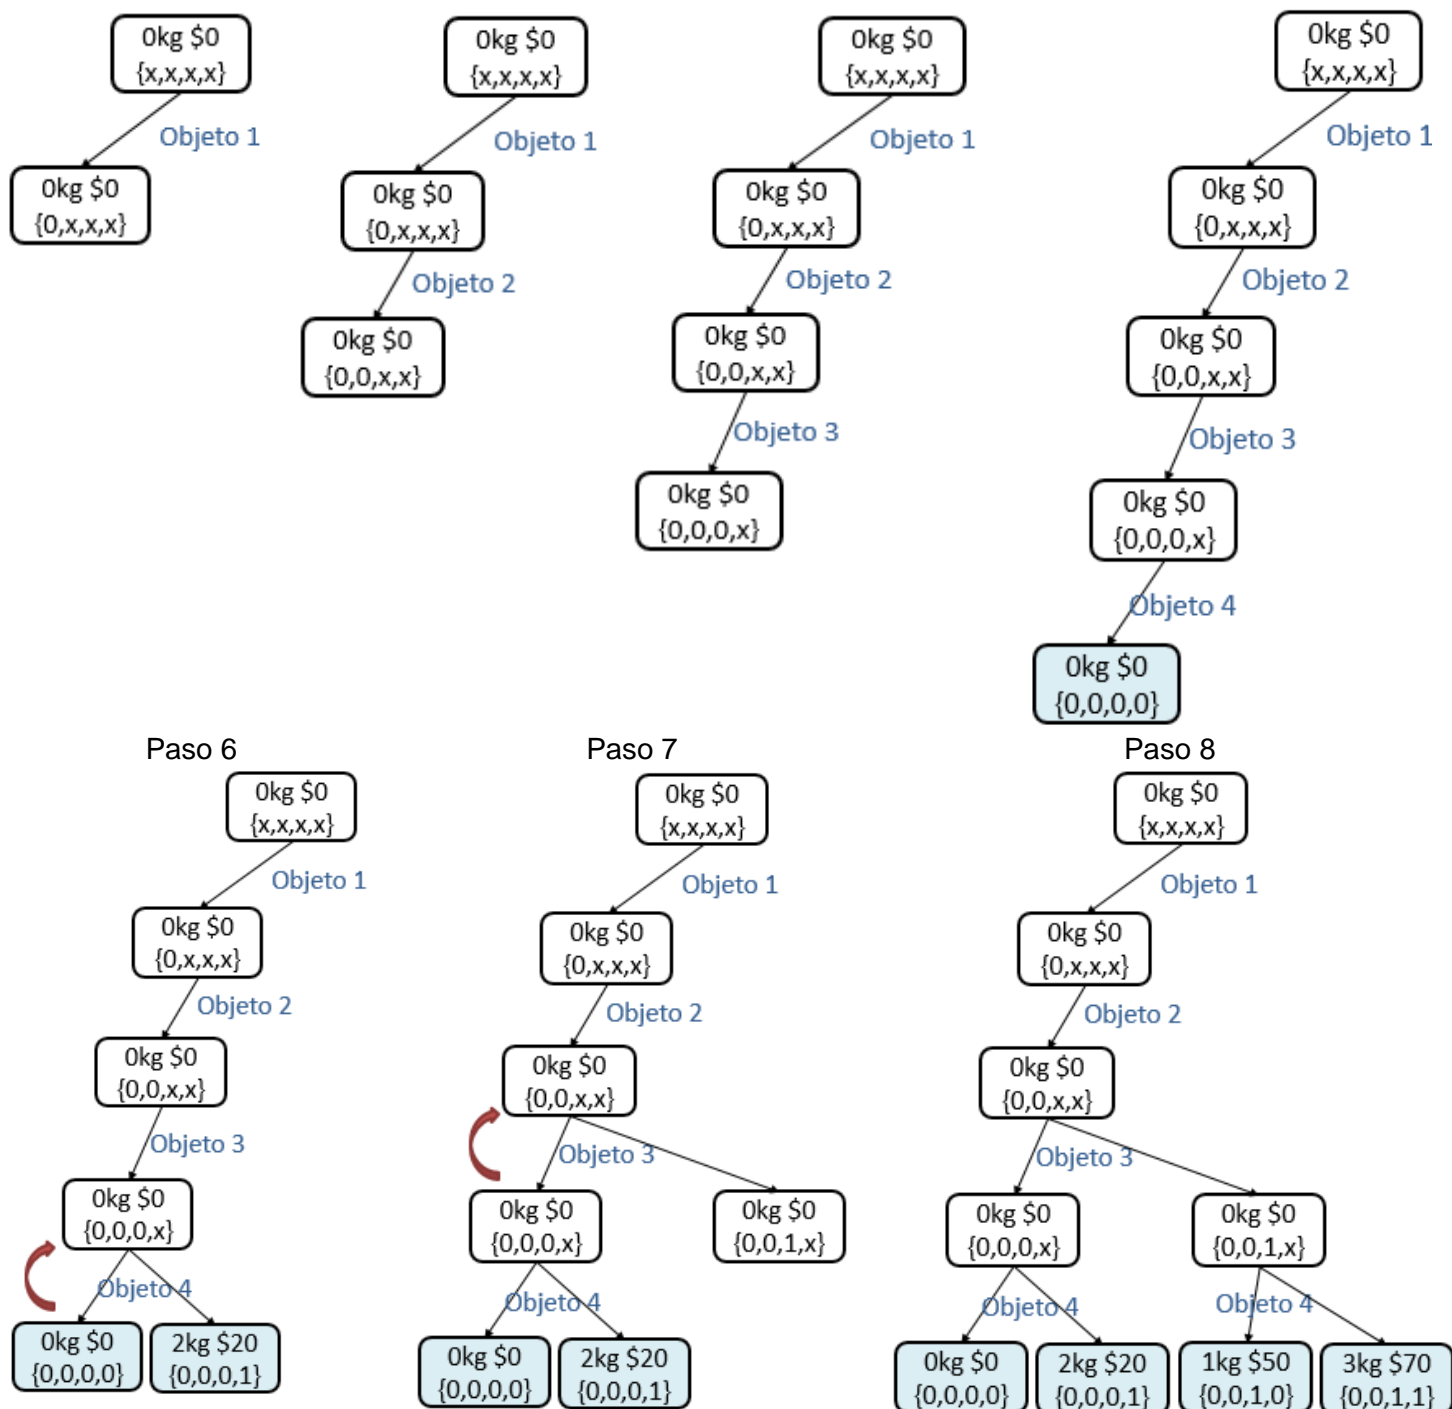 0kg $0
{x,x,x,x}
Objeto 1
0kg $0
{0,x,x,x}
0kg $0
{x,x,x,x}
Objeto 1
0kg $0
{0,x,x,x}
Objeto 2
0kg $0
{0,0,x,x}
0kg $0
{x,x,x,x}
Objeto 1
0kg $0
{0,x,x,x}
Objeto 2
0kg $0
{0,0,x,x}
Objeto 3
0kg $0
{0,0,0,x}
0kg $0
{x,x,x,x}
Objeto 1
0kg $0
{0,x,x,x}
Objeto 2
0kg $0
{0,0,x,x}
Objeto 3
0kg $0
{0,0,0,x}
Objeto 4
0kg $0
{0,0,0,0}
Paso 6
0kg $0
{x,x,x,x}
Objeto 1
0kg $0
{0,x,x,x}
Objeto 2
0kg $0
{0,0,x,x}
Objeto 3
0kg $0
{0,0,0,x}
Objeto 4
0kg $0
{0,0,0,0}
2kg $20
{0,0,0,1}
Paso 7
0kg $0
{x,x,x,x}
Objeto 1
0kg $0
{0,x,x,x}
Objeto 2
0kg $0
{0,0,x,x}
Objeto 3
0kg $0
{0,0,0,x}
0kg $0
{0,0,1,x}
Objeto 4
0kg $0
{0,0,0,0}
2kg $20
{0,0,0,1}
Paso 8
0kg $0
{x,x,x,x}
Objeto 1
0kg $0
{0,x,x,x}
Objeto 2
0kg $0
{0,0,x,x}
Objeto 3
0kg $0
{0,0,0,x}
0kg $0
{0,0,1,x}
Objeto 4
Objeto 4
0kg $0
{0,0,0,0}
2kg $20
{0,0,0,1}
1kg $50
{0,0,1,0}
3kg $70
{0,0,1,1}